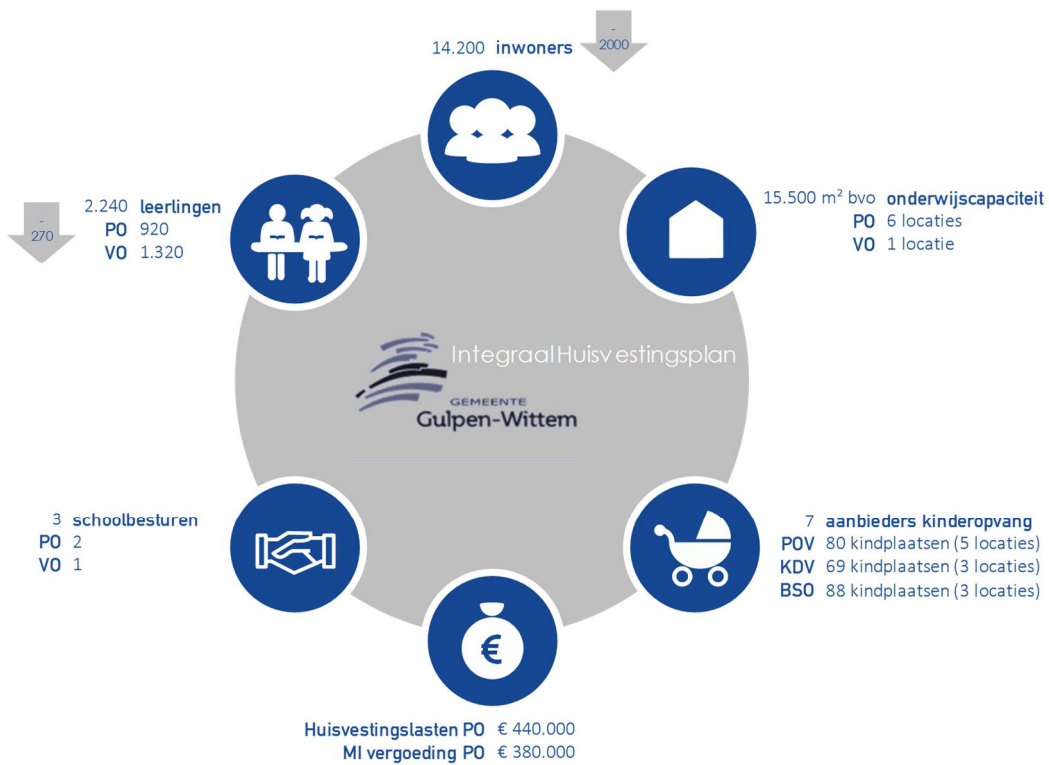 14.200 inwoners
-
2000
2.240 leerlingen
PO 920
VO 1.320
-
270
15.500 m² bvo onderwijscapaciteit
PO 6 locaties
VO 1 locatie
IntegraalHuisvestingsplan
GEMEENTE
Gulpen-Wittem
3 schoolbesturen
PO 2
VO 1
7 aanbieders kinderopvang
POV 80 kindplaatsen (5 locaties)
KDV 69 kindplaatsen (3 locaties)
BSO 88 kindplaatsen (3 locaties)
€
Huisvestingslasten PO € 440.000
MI vergoeding PO € 380.000